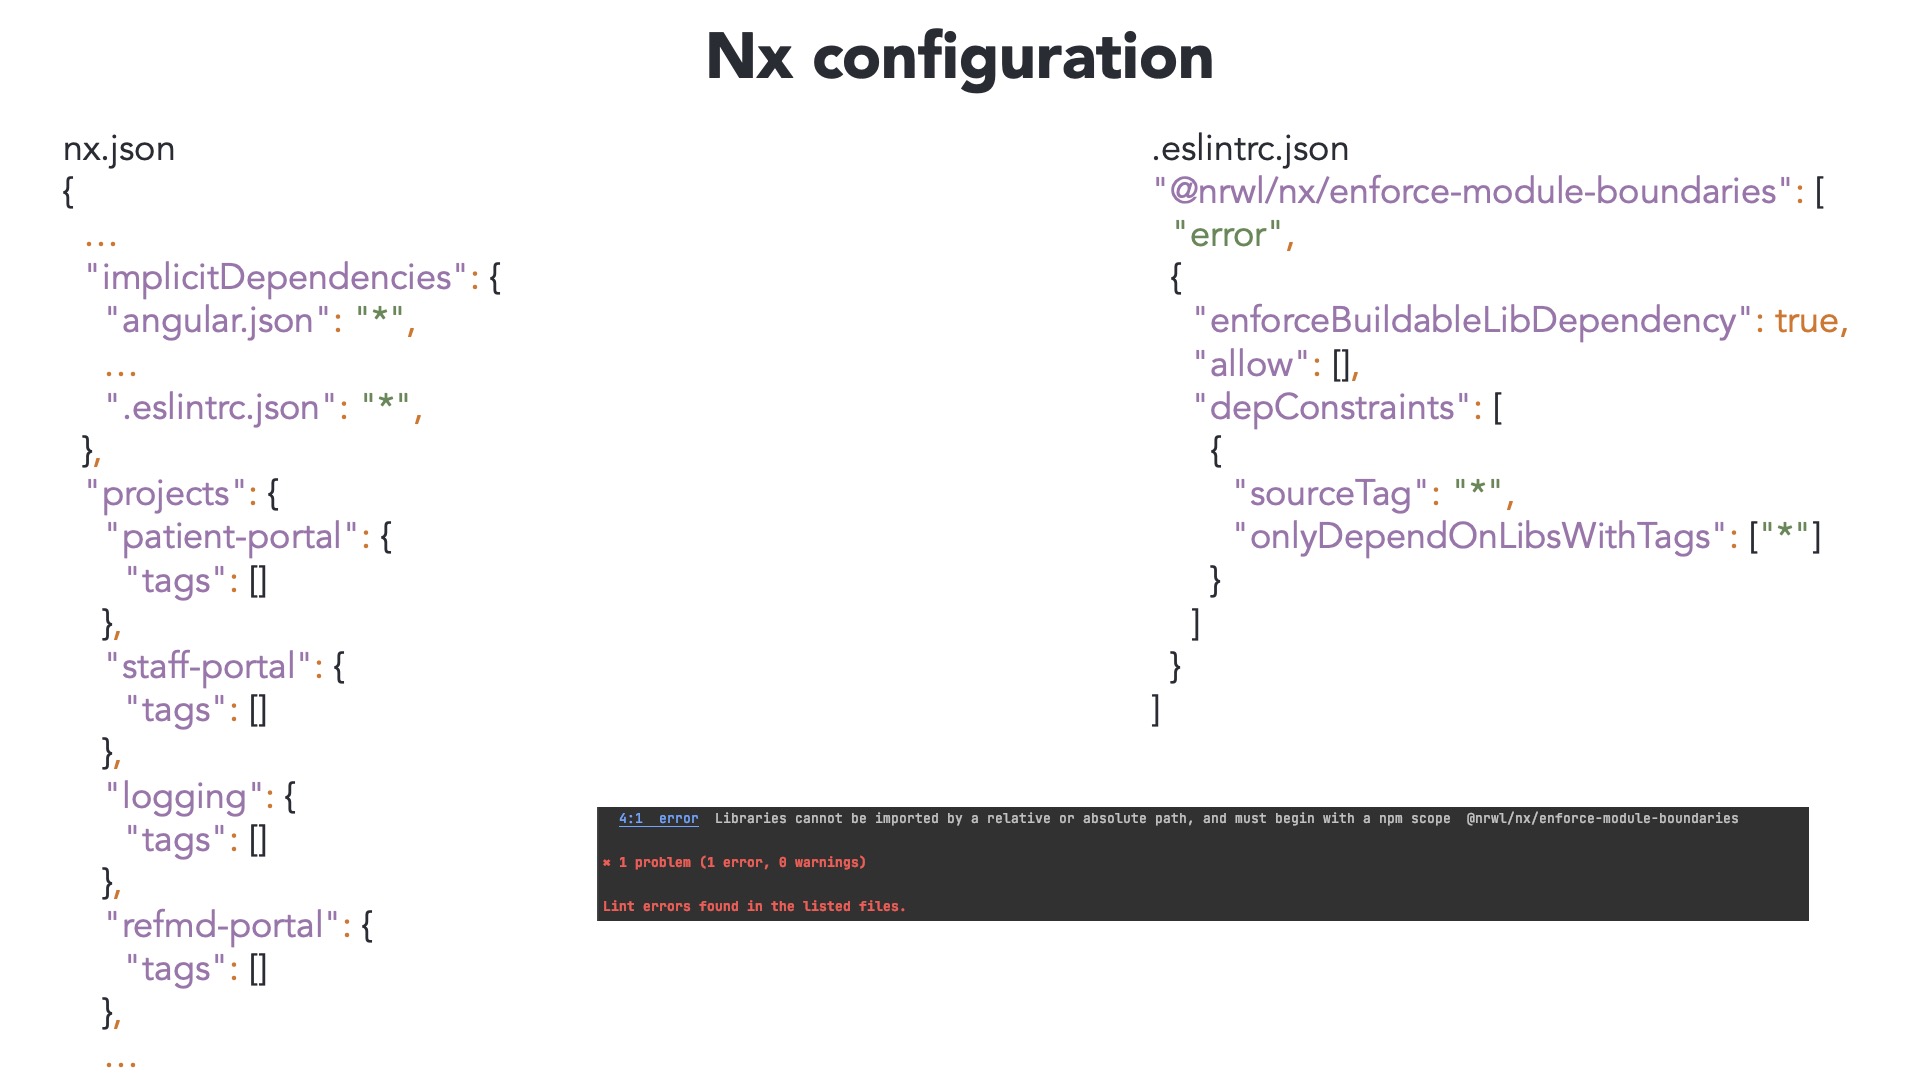 Nx configuration
nx.json
{
...
"implicitDependencies": {
"angular.json": "*",
...
".eslintrc.json": "*",
},
"projects": {
"patient-portal": {
"tags": []
},
"staff-portal": {
"tags": []
},
"logging": {
"tags": []
},
"refmd-portal": {
"tags": []
},
...
.eslintrc.json
"@nrwl/nx/enforce-module-boundaries": [
"error",
{
"enforceBuildableLibDependency": true,
"allow": [],
"depConstraints": [
{
"sourceTag": "*",
"onlyDependOnLibsWithTags": ["*"]
}
]
}
]
4:1 error Libraries cannot be imported by a relative or absolute path, and must begin with a npm scope @nrwl/nx/enforce-module-boundaries
✖ 1 problem (1 error, 0 warnings)
Lint errors found in the listed files.